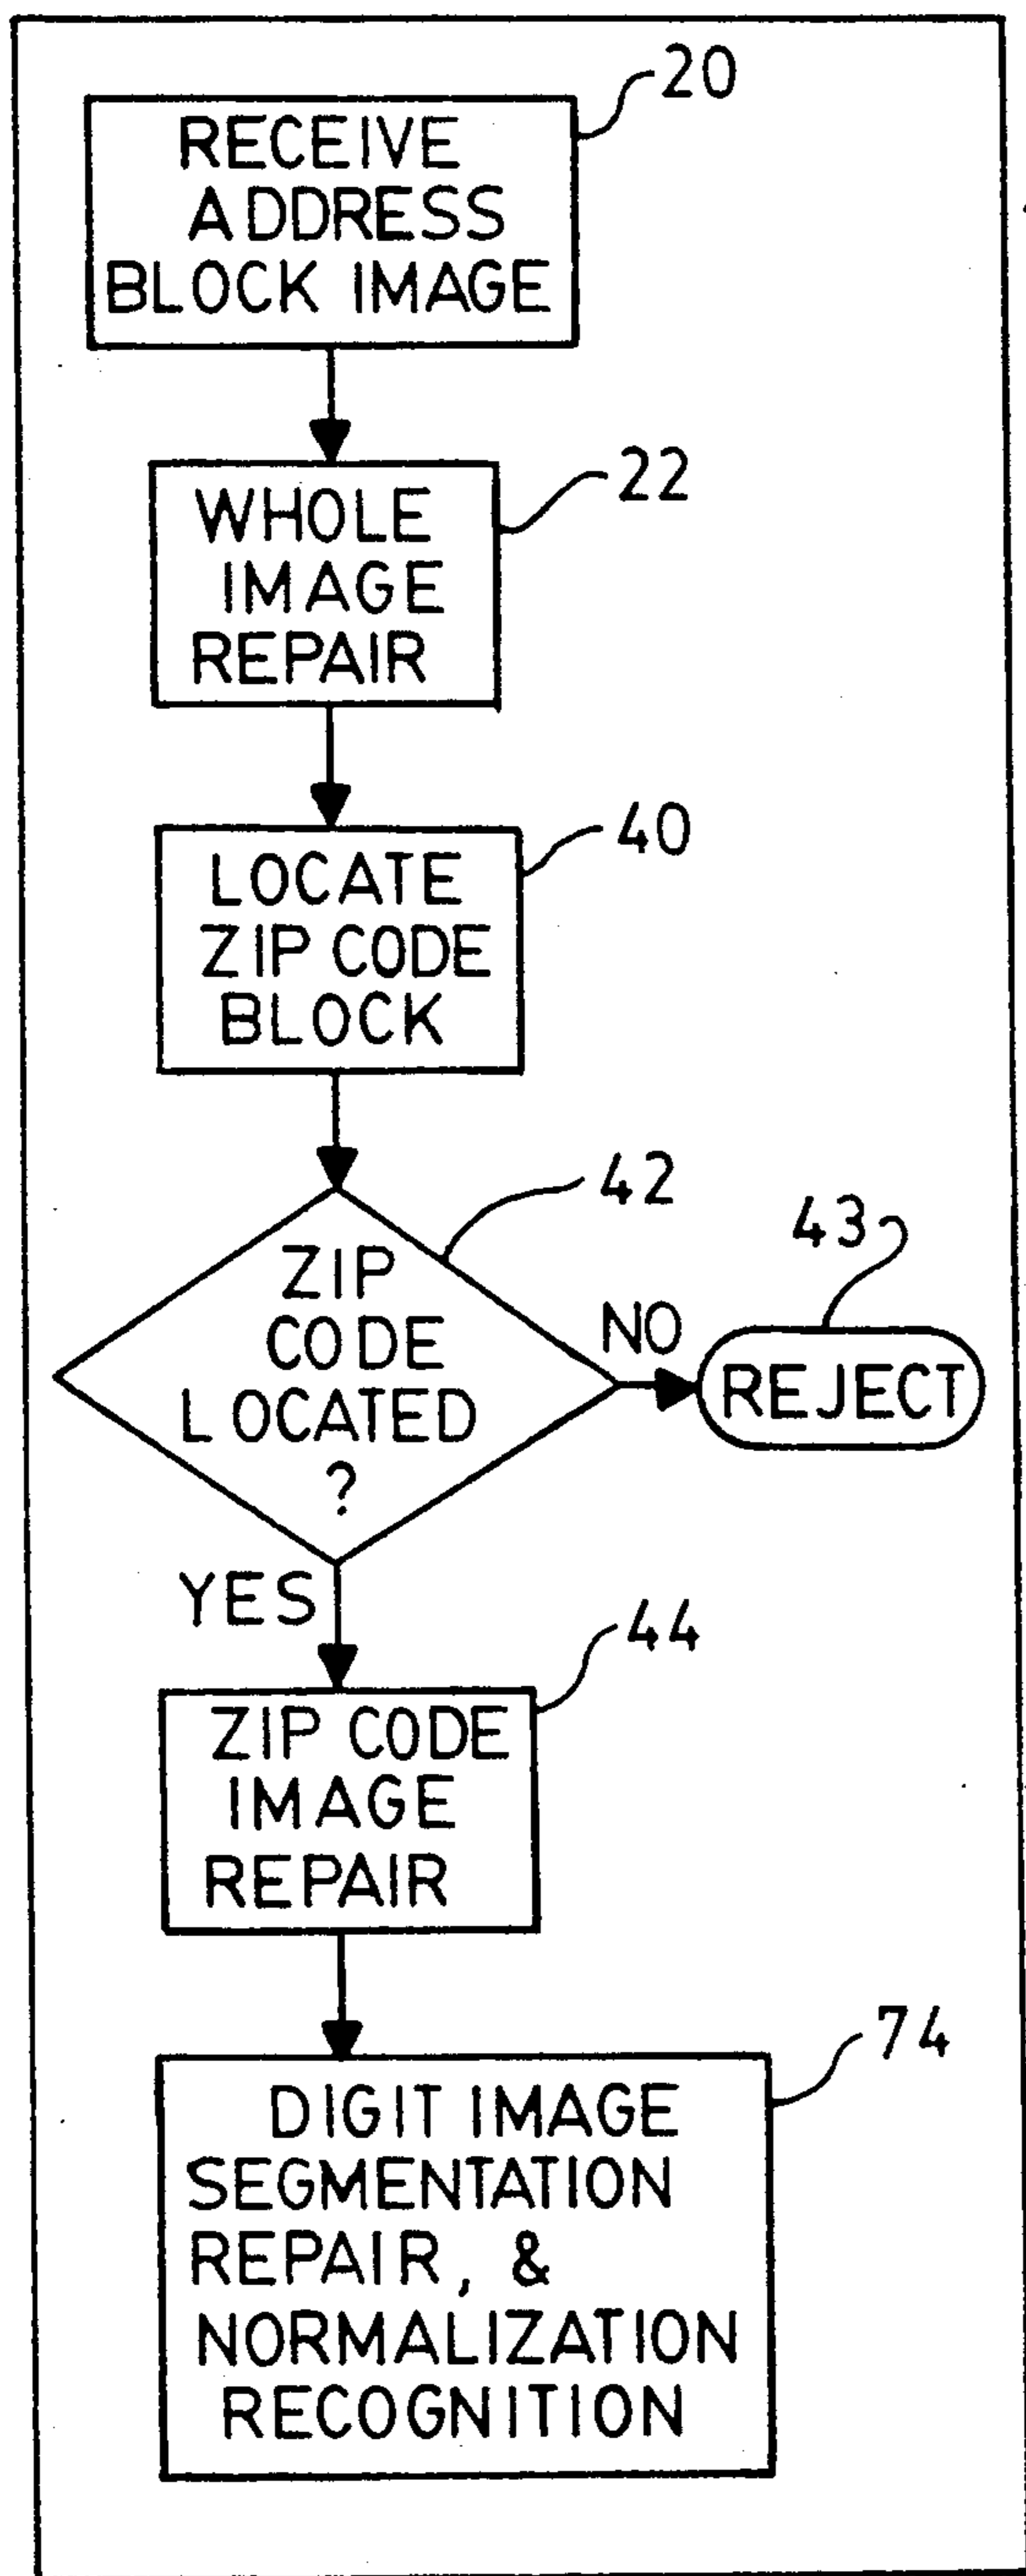 20
RECEIVE
ADDRESS
BLOCK IMAGE
22
WHOLE
IMAGE
REPAIR
40
LOCATE
ZIP CODE
BLOCK
42
ZIP
CODE
LOCATED
?
NO
43
REJECT
YES
44
ZIP CODE
IMAGE
REPAIR
74
DIGIT IMAGE
SEGMENTATION
REPAIR, &
NORMALIZATION
RECOGNITION